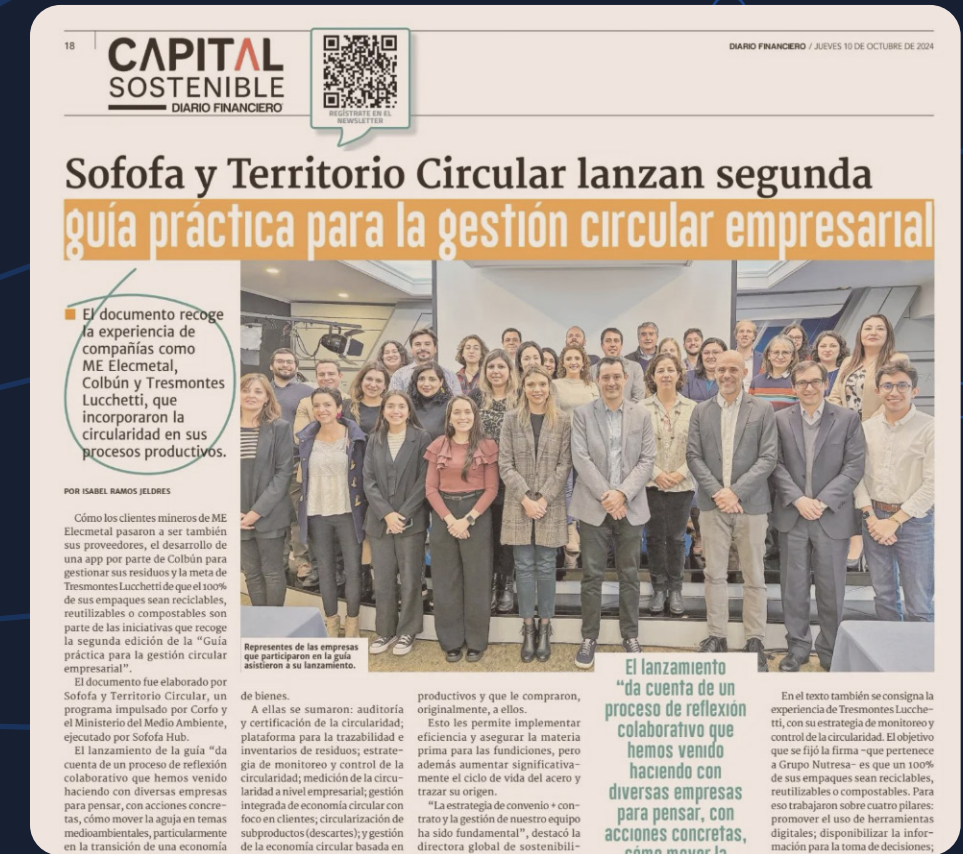 18
CAPITAL
SOSTENIBLE
DIARIO FINANCIERO
REGÍSTRATE EN EL
NEWSLETTER
DIARIO FINANCIERO / JUEVES 10 DE OCTUBRE DE 2024
Sofofa y Territorio Circular lanzan segunda
guía práctica para la gestión circular empresarial
El documento recoge
la experiencia de
compañías como
ME Elecmetal,
Colbún y Tresmontes
Lucchetti, que
incorporaron la
circularidad en sus
procesos productivos.
POR ISABEL RAMOS JELDRES
Cómo los clientes mineros de ME
Elecmetal pasaron a ser también
sus proveedores, el desarrollo de
una app por parte de Colbún para
gestionar sus residuos y la meta de
Tresmontes Lucchetti de que el 100%
de sus empaques sean reciclables,
reutilizables o compostables son
parte de las iniciativas que recoge
la segunda edición de la “Guía
práctica para la gestión circular
empresarial”.
El documento fue elaborado por
Sofofa y Territorio Circular, un
programa impulsado por Corfo y
el Ministerio del Medio Ambiente,
ejecutado por Sofofa Hub.
El lanzamiento de la guía “da
cuenta de un proceso de reflexión
colaborativo que hemos venido
haciendo con diversas empresas
para pensar, con acciones concre-
tas, cómo mover la aguja en temas
medioambientales, particularmente
en la transición de una economía
Representes de las empresas
que participaron en la guía
asistieron a su lanzamiento.
de bienes.
A ellas se sumaron: auditoría
y certificación de la circularidad;
plataforma para la trazabilidad e
inventarios de residuos; estrate-
gia de monitoreo y control de la
circularidad; medición de la circu-
laridad a nivel empresarial; gestión
integrada de economía circular con
foco en clientes; circularización de
subproductos (descartes); y gestión
de la economía circular basada en
productivos y que le compraron,
originalmente, a ellos.
Esto les permite implementar
eficiencia y asegurar la materia
prima para las fundiciones, pero
además aumentar significativa-
mente el ciclo de vida del acero y
trazar su origen.
“La estrategia de convenio + con-
trato y la gestión de nuestro equipo
ha sido fundamental”, destacó la
directora global de sostenibili-
El lanzamiento
“da cuenta de un
proceso de reflexión
colaborativo que
hemos venido
haciendo con
diversas empresas
para pensar, con
acciones concretas,
cómo mover la
En el texto también se consigna la
experiencia de Tresmontes Lucche-
tti, con su estrategia de monitoreo y
control de la circularidad. El objetivo
que se fijó la firma –que pertenece
a Grupo Nutresa– es que un 100%
de sus empaques sean reciclables,
reutilizables o compostables. Para
eso trabajaron sobre cuatro pilares:
promover el uso de herramientas
digitales; disponibilizar la infor-
mación para la toma de decisiones;